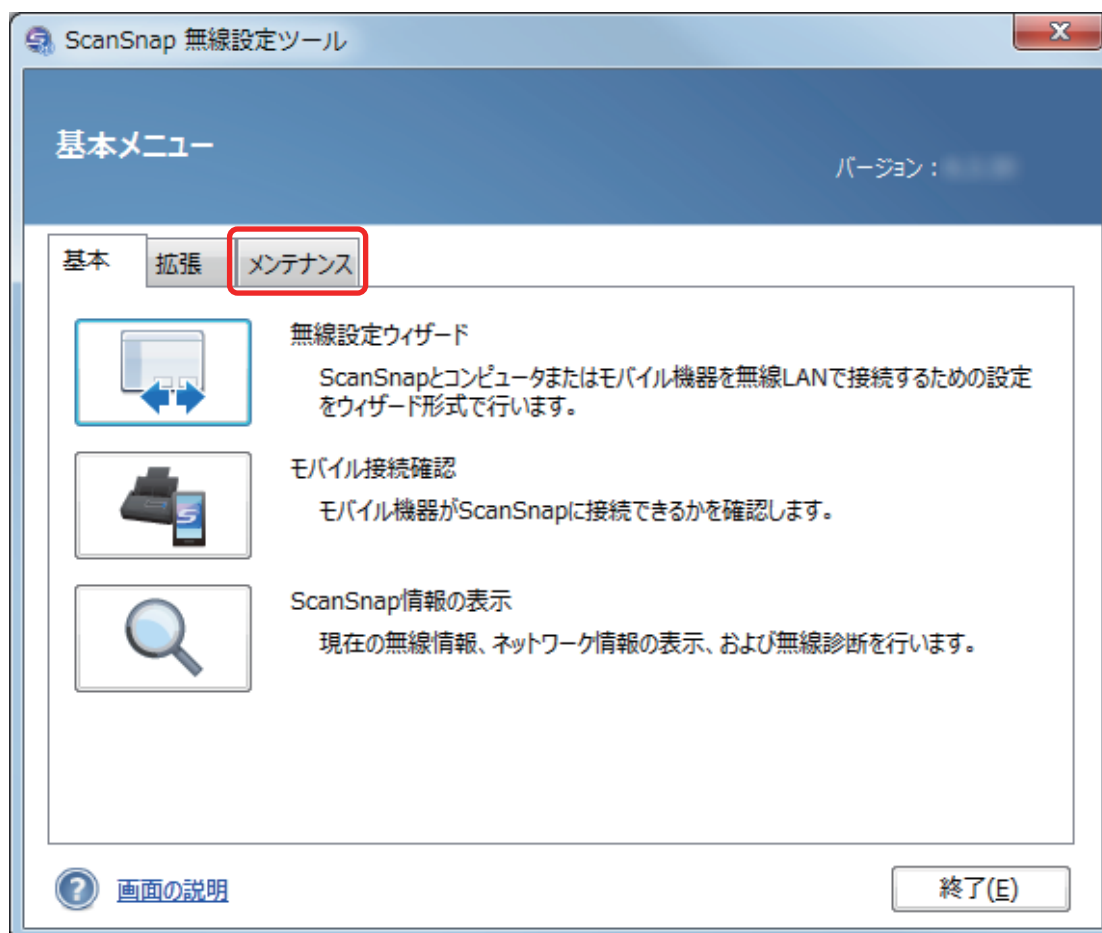 ScanSnap 無線設定ツール
基本メニュー
バージョン :
基本 拡張 メンテナンス
無線設定ウィザード
ScanSnapとコンピュータまたはモバイル機器を無線LANで接続するための設定
をウィザード形式で行います。
モバイル接続確認
モバイル機器がScanSnapに接続できるかを確認します。
ScanSnap情報の表示
現在の無線情報、ネットワーク情報の表示、および無線診断を行います。
画面の説明
終了(E)